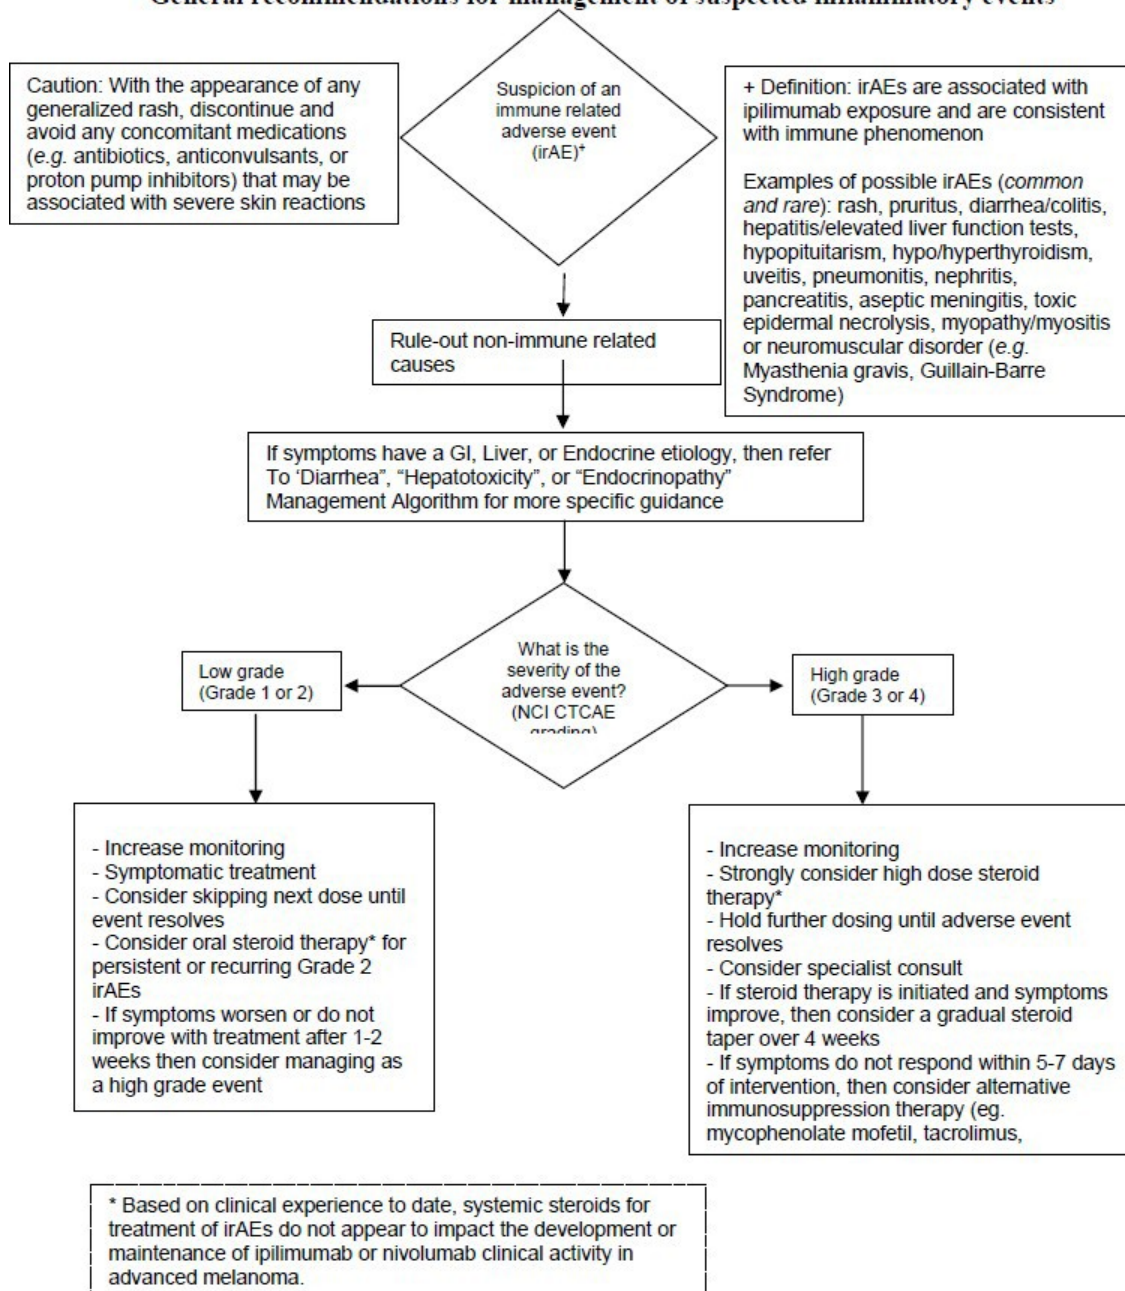 General recommendations for management of suspected inflammatory events
Caution: With the appearance of any
generalized rash, discontinue and
avoid any concomitant medications
(e.g. antibiotics, anticonvulsants, or
proton pump inhibitors) that may be
associated with severe skin reactions
Suspicion of an
immune related
adverse event
(irAE)+
+ Definition: irAEs are associated with
ipilimumab exposure and are consistent
with immune phenomenon
Examples of possible irAEs (common
and rare): rash, pruritus, diarrhea/colitis,
hepatitis/elevated liver function tests,
hypopituitarism, hypo/hyperthyroidism,
uveitis, pneumonitis, nephritis,
pancreatitis, aseptic meningitis, toxic
epidermal necrolysis, myopathy/myositis
or neuromuscular disorder (e.g.
Myasthenia gravis, Guillain-Barre
Syndrome)
Rule-out non-immune related
causes
If symptoms have a GI, Liver, or Endocrine etiology, then refer
To ‘Diarrhea”, “Hepatotoxicity”, or “Endocrinopathy”
Management Algorithm for more specific guidance
What is the
severity of the
adverse event?
(NCI CTCAE
grading)
Low grade
(Grade 1 or 2)
High grade
(Grade 3 or 4)
- Increase monitoring
- Symptomatic treatment
- Consider skipping next dose until
event resolves
- Consider oral steroid therapy* for
persistent or recurring Grade 2
irAEs
- If symptoms worsen or do not
improve with treatment after 1-2
weeks then consider managing as
a high grade event
- Increase monitoring
- Strongly consider high dose steroid
therapy*
- Hold further dosing until adverse event
resolves
- Consider specialist consult
- If steroid therapy is initiated and symptoms
improve, then consider a gradual steroid
taper over 4 weeks
- If symptoms do not respond within 5-7 days
of intervention, then consider alternative
immunosuppression therapy (eg.
mycophenolate mofetil, tacrolimus,
* Based on clinical experience to date, systemic steroids for
treatment of irAEs do not appear to impact the development or
maintenance of ipilimumab or nivolumab clinical activity in
advanced melanoma.